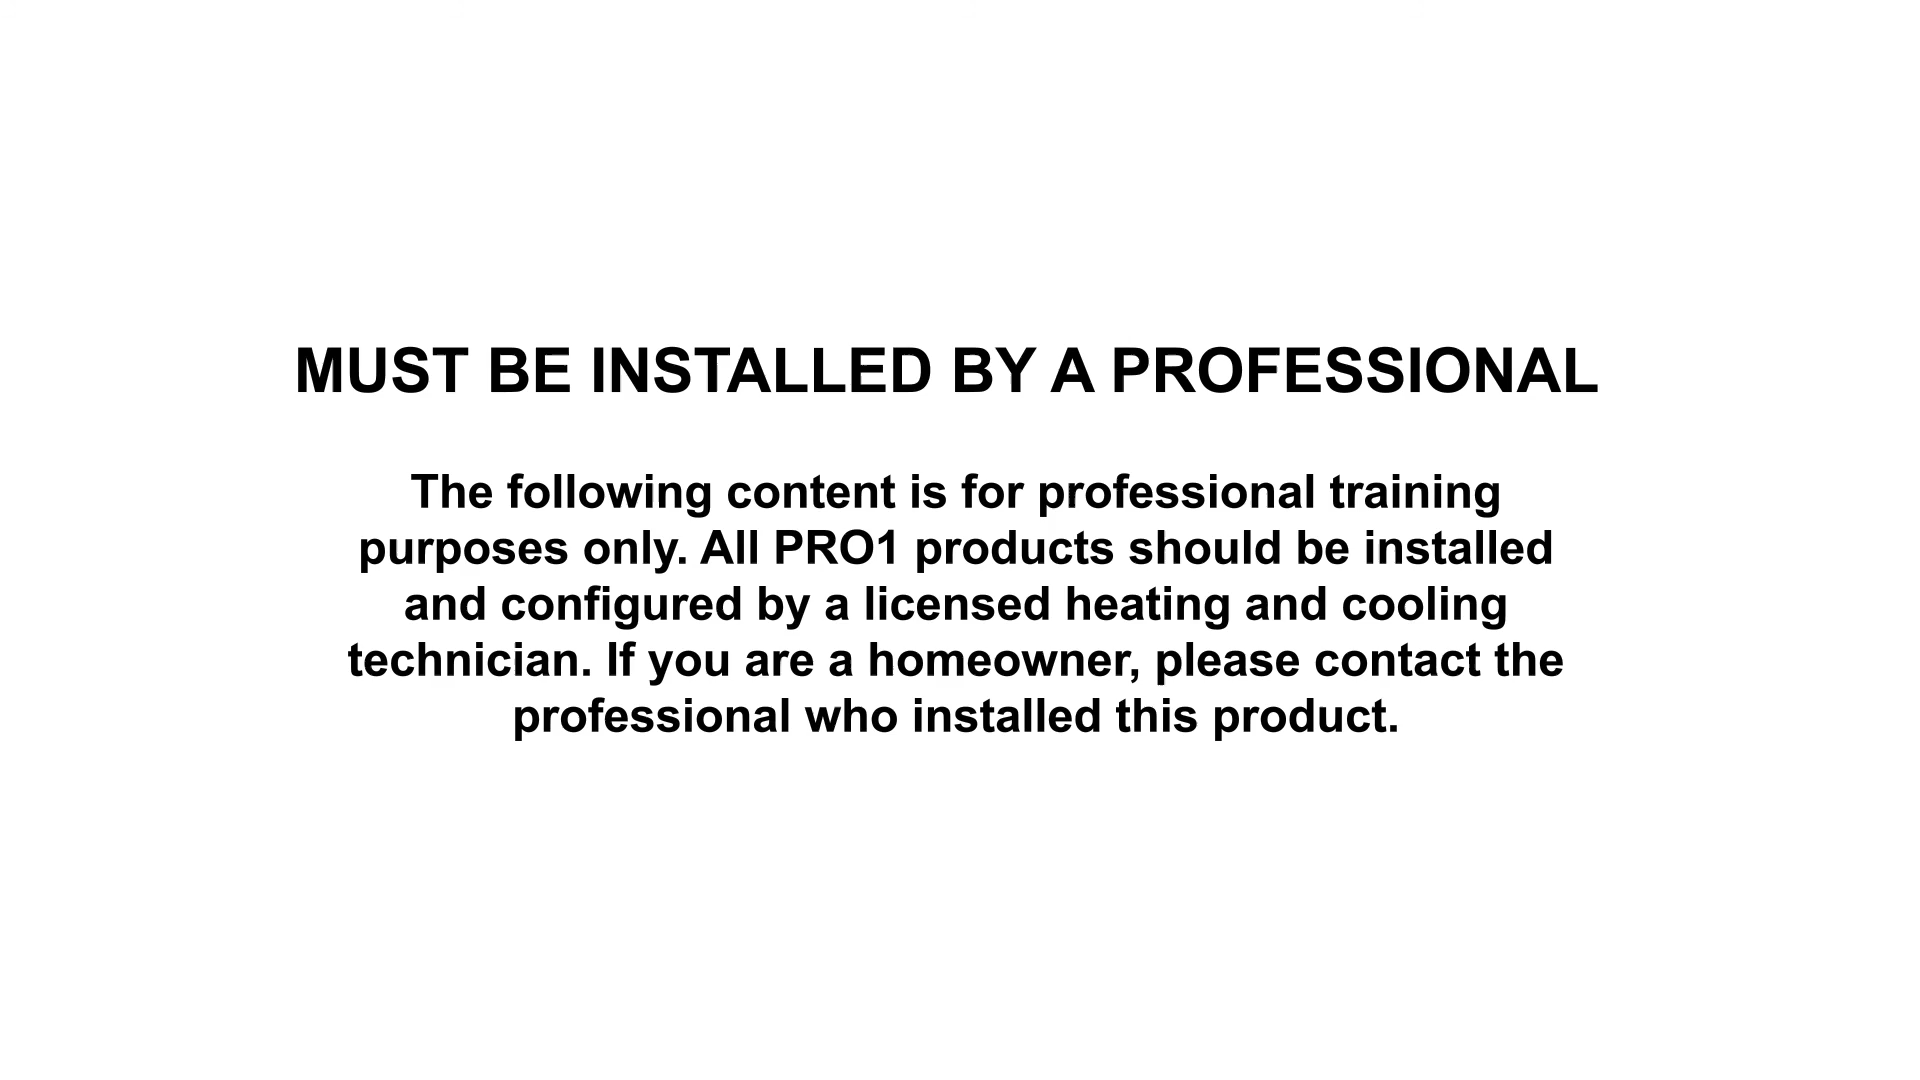 MUST BE INSTALLED BY A PROFESSIONAL
The following content is for professional training
purposes only. All PRO1 products should be installed
and configured by a licensed heating and cooling
technician. If you are a homeowner, please contact the
professional who installed this product.